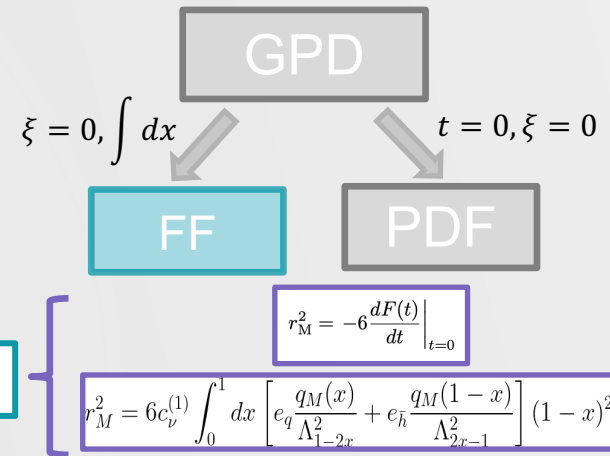 GPD
ξ = 0, ∫ dx
t = 0, ξ = 0
FF
PDF
r_M^2 = −6 dF(t)/dt |_{t=0}
r_M^2 = 6c_ν^{(1)} ∫_0^1 dx [e_q q_M(x)/Λ_{1−2x}^2 + e_{h̄} q_M(1 − x)/Λ_{2x−1}^2] (1 − x)^2